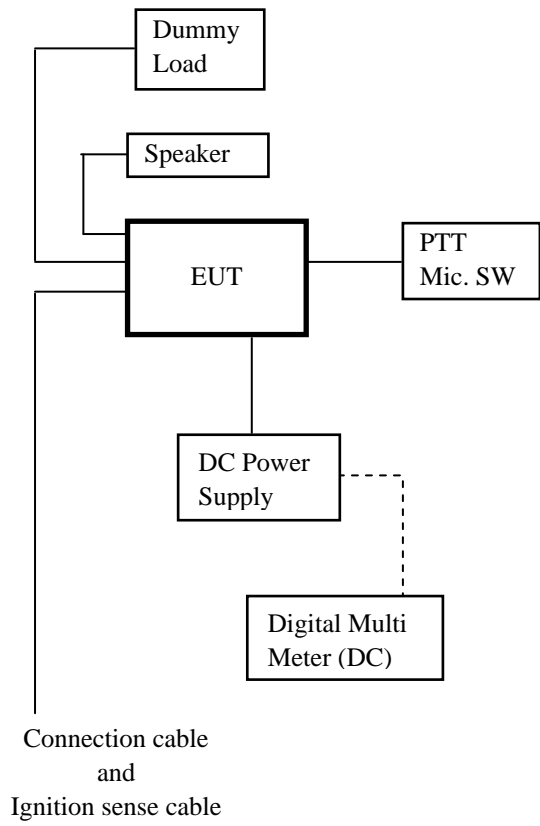 Dummy
Load
Speaker
EUT
PTT
Mic. SW
DC Power
Supply
Digital Multi
Meter (DC)
Connection cable
and
Ignition sense cable